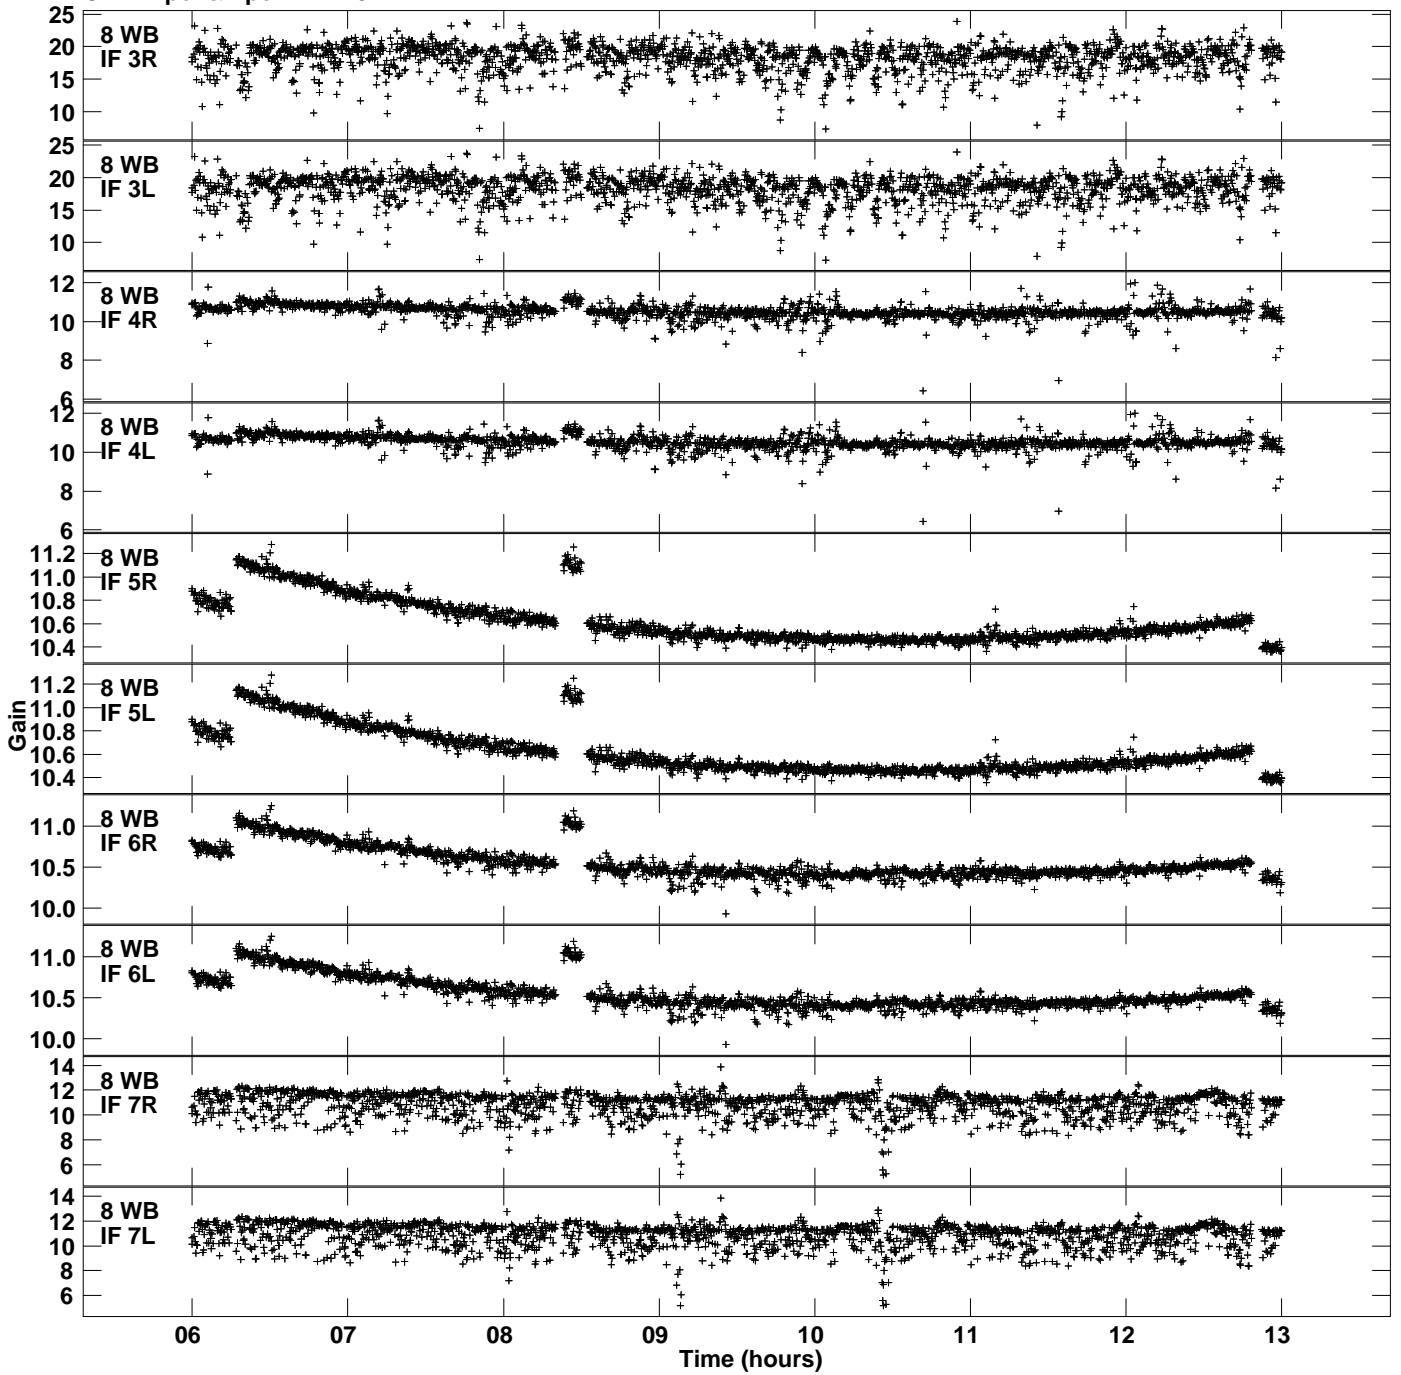 25
20
15
10
8 WB
IF 3R
25
20
15
10
8 WB
IF 3L
12
10
8
6
8 WB
IF 4R
12
10
8
6
8 WB
IF 4L
11.2
11.0
10.8
10.6
10.4
8 WB
IF 5R
Gain
11.2
11.0
10.8
10.6
10.4
8 WB
IF 5L
11.0
10.5
10.0
8 WB
IF 6R
11.0
10.5
10.0
8 WB
IF 6L
14
12
10
8
6
8 WB
IF 7R
14
12
10
8
6
8 WB
IF 7L
06 07 08 09 10 11 12 13
Time (hours)